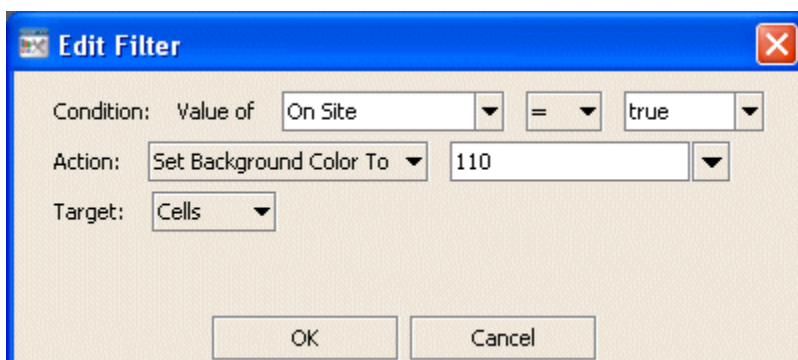 Edit Filter
Condition: Value of On Site = true
Action: Set Background Color To 110
Target: Cells
OK Cancel